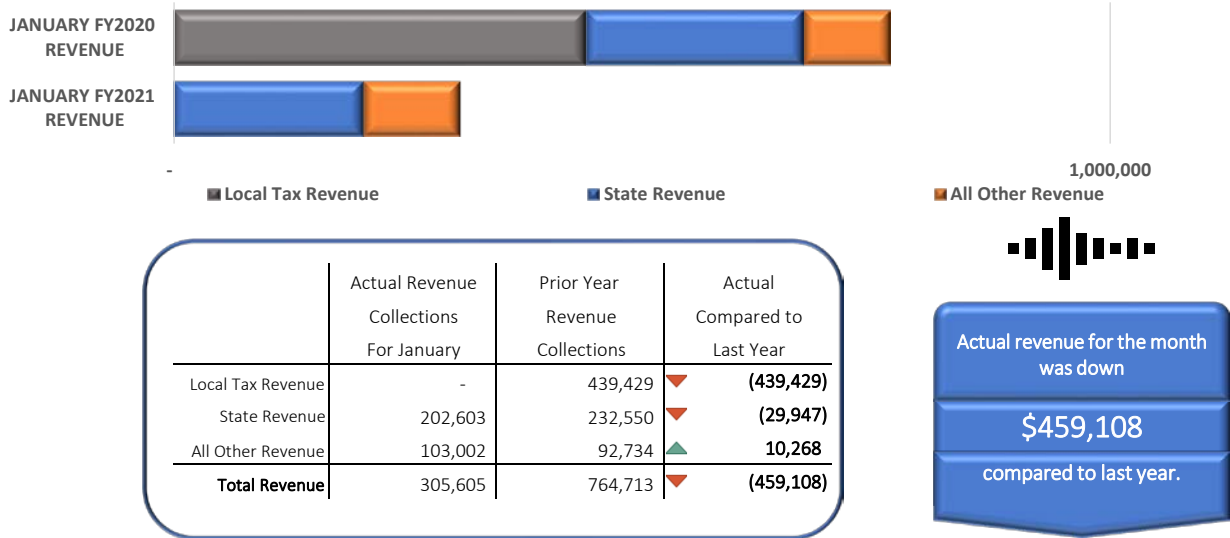 JANUARY FY2020
REVENUE
JANUARY FY2021
REVENUE
- 1,000,000
Local Tax Revenue State Revenue All Other Revenue
Actual Revenue Prior Year Actual
Collections Revenue Compared to
For January Collections Last Year
Local Tax Revenue - 439,429 (439,429)
State Revenue 202,603 232,550 (29,947)
All Other Revenue 103,002 92,734 10,268
Total Revenue 305,605 764,713 (459,108)
Actual revenue for the month
was down
$459,108
compared to last year.